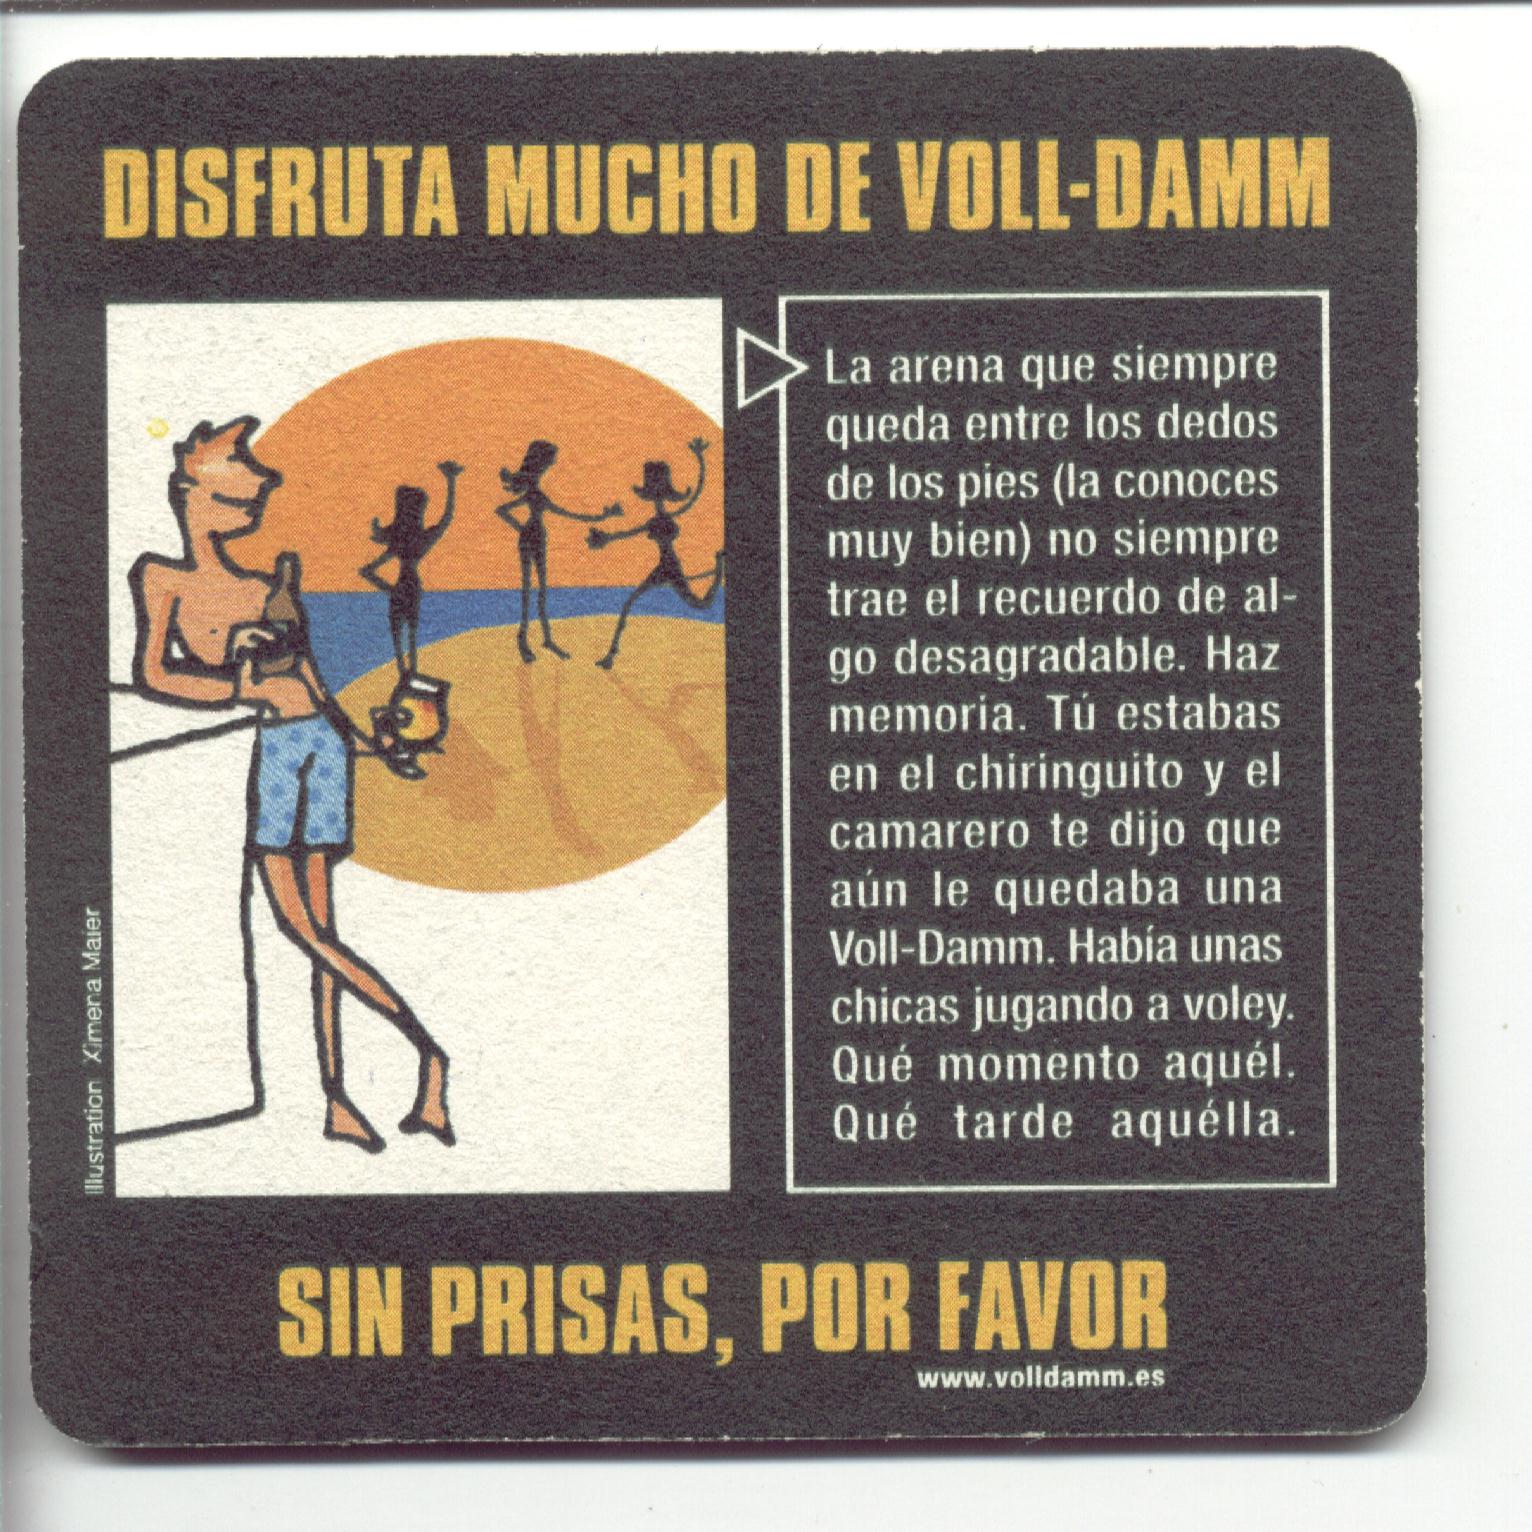 DISFRUTA MUCHO DE VOLL-DAMM
La arena que siempre
queda entre los dedos
de los pies (la conoces
muy bien) no siempre
trae el recuerdo de al-
go desagradable. Haz
memoria. Tú estabas
en el chiringuito y el
camarero te dijo que
aún le quedaba una
Voll-Damm. Había unas
chicas jugando a voley.
Qué momento aquél.
Qué tarde aquélla.
Illustration Ximena Maier
SIN PRISAS, POR FAVOR
www.volldamm.es